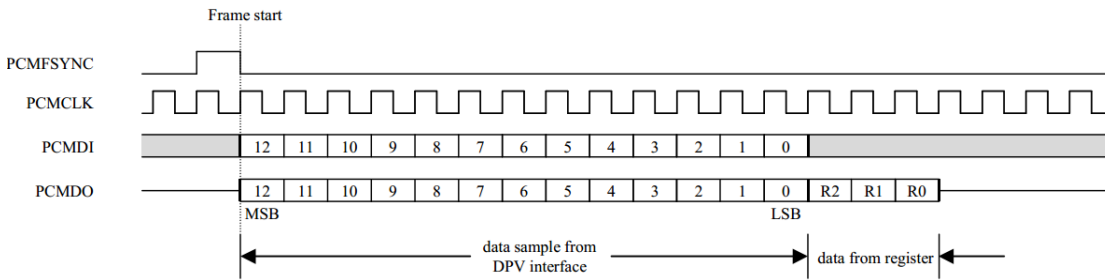 Frame start
PCMFSYNC
PCMCLK
PCMDI 12 11 10 9 8 7 6 5 4 3 2 1 0
PCMDO 12 11 10 9 8 7 6 5 4 3 2 1 0 R2 R1 R0
MSB LSB
data sample from
DPV interface
data from register